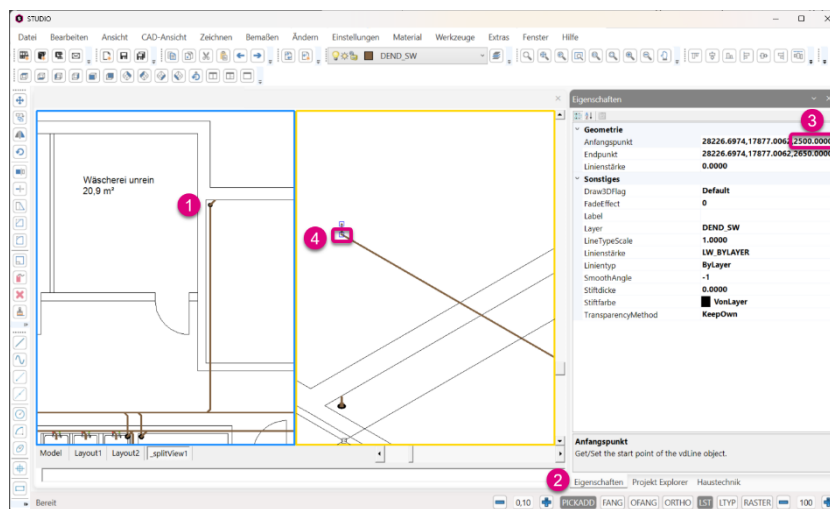 STUDIO
Datei Bearbeiten Ansicht CAD-Ansicht Zeichnen Bemaßen Ändern Einstellungen Material Werkzeuge Extras Fenster Hilfe
DEND_SW
Eigenschaften
3
Geometrie
Anfangspunkt 28226.6974,17877.0062,2500.0000
Endpunkt 28226.6974,17877.0062,2650.0000
Linienstärke 0.0000
Sonstiges
Draw3DFlag Default
FadeEffect 0
Label
Layer DEND_SW
LineTypeScale 1.0000
Linienstärke LW_BYLAYER
Linientyp ByLayer
SmoothAngle -1
Stiftdicke 0.0000
Stiftfarbe VonLayer
TransparencyMethod KeepOwn
Wäscherei unrein
20,9 m²
1
4
Anfangspunkt
Get/Set the start point of the vdLine object.
Model Layout1 Layout2 _splitView1
2
Eigenschaften Projekt Explorer Haustechnik
Bereit 0,10 PICKADD FANG OFANG ORTHO LST LTYP RASTER 100